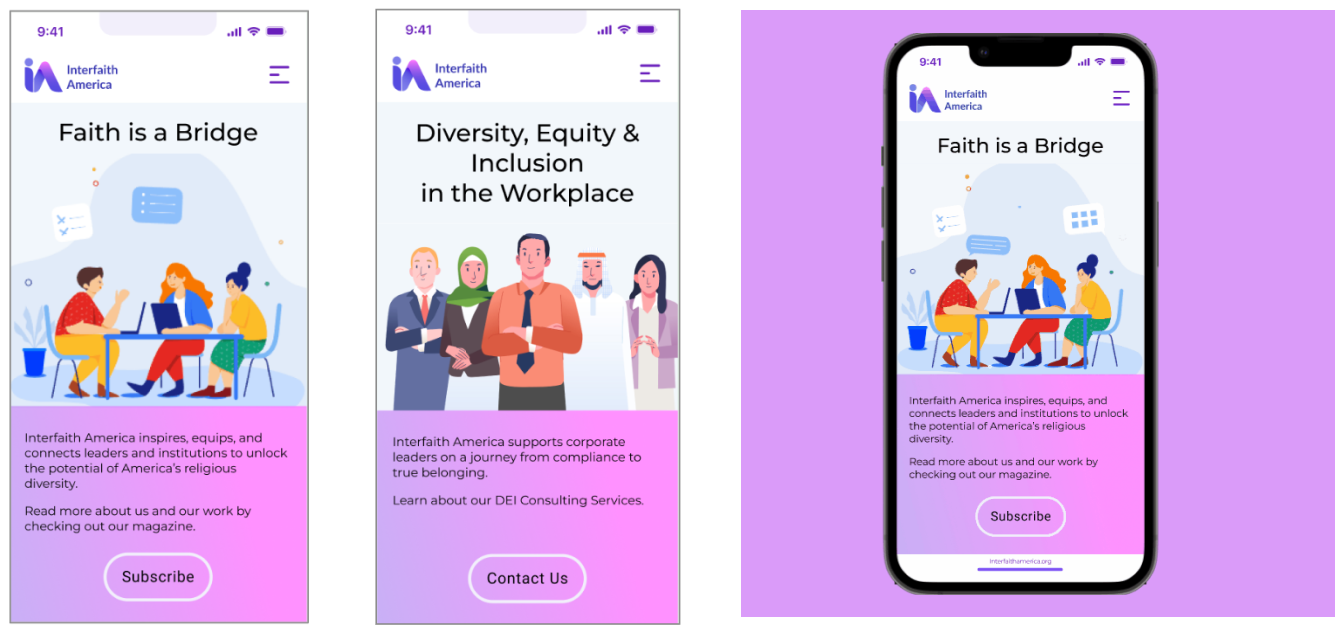 9:41
Interfaith
America
Faith is a Bridge
Interfaith America inspires, equips, and
connects leaders and institutions to unlock
the potential of America's religious
diversity.
Read more about us and our work by
checking out our magazine.
Subscribe
9:41
Interfaith
America
Diversity, Equity &
Inclusion
in the Workplace
Interfaith America supports corporate
leaders on a journey from compliance to
true belonging.
Learn about our DEI Consulting Services.
Contact Us
9:41
Interfaith
America
Faith is a Bridge
Interfaith America inspires, equips, and
connects leaders and institutions to unlock
the potential of America's religious
diversity.
Read more about us and our work by
checking out our magazine.
Subscribe
interfaithamerica.org